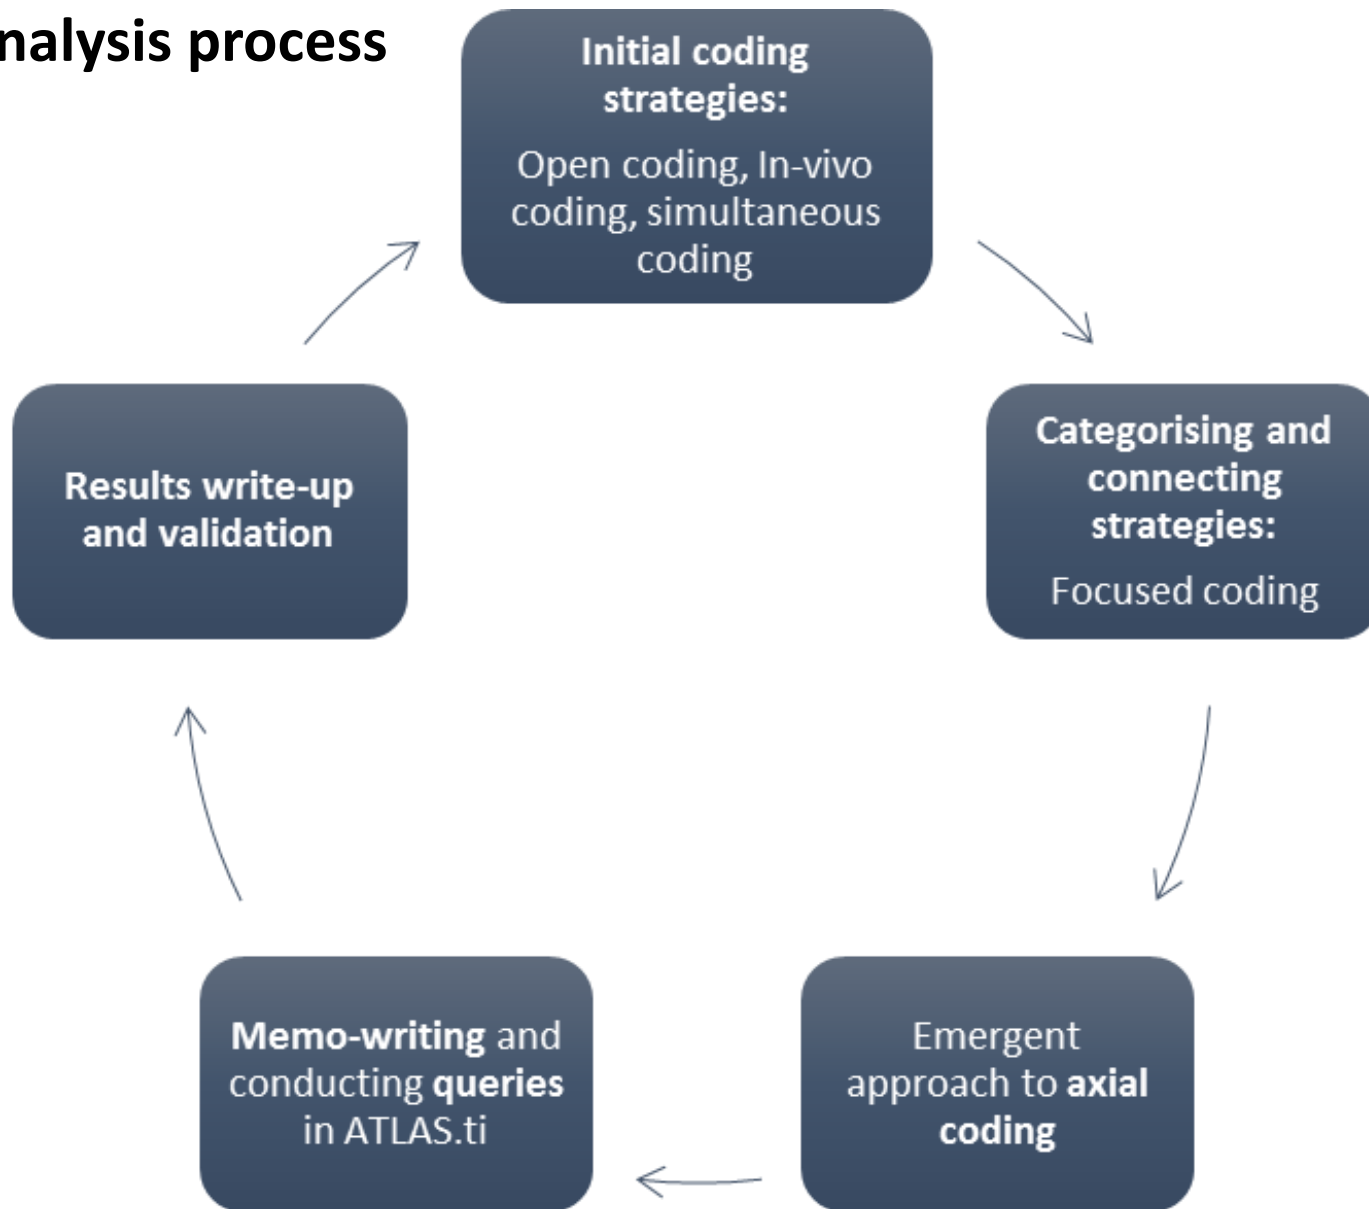 nalysis process
Initial coding
strategies:
Open coding, In-vivo
coding, simultaneous
coding
Categorising and
connecting
strategies:
Focused coding
Emergent
approach to axial
coding
Memo-writing and
conducting queries
in ATLAS.ti
Results write-up
and validation